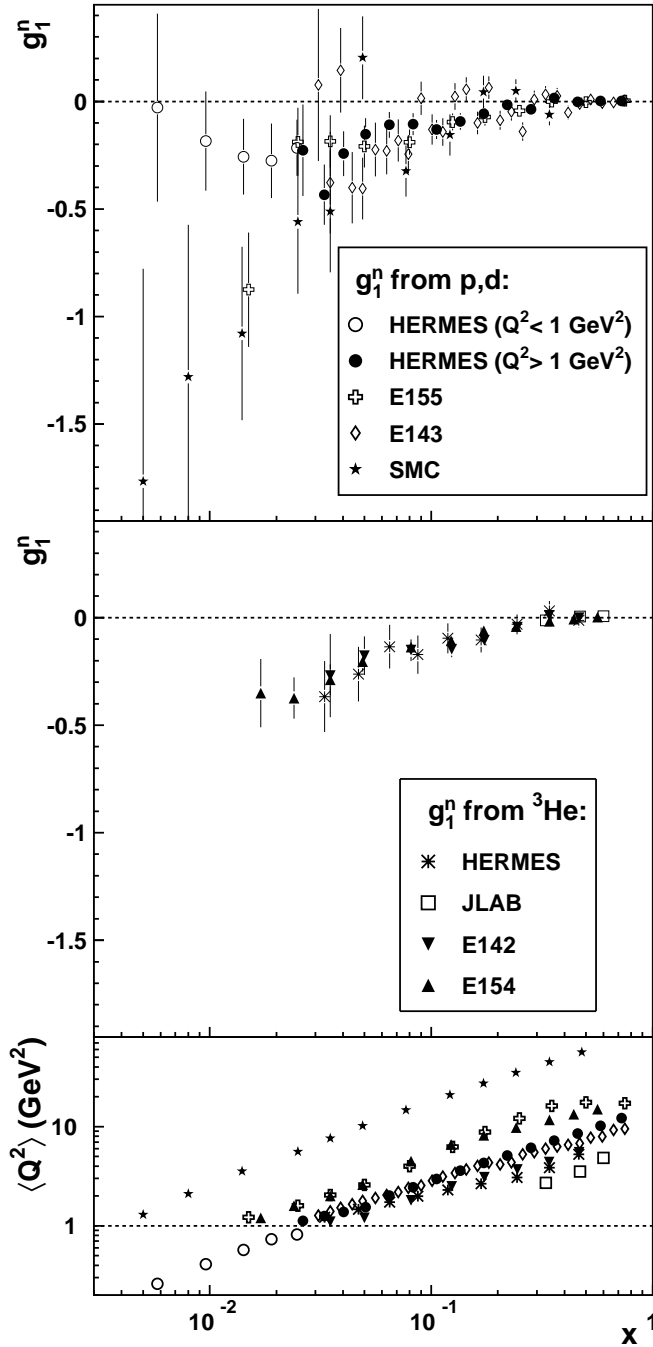 g₁ⁿ
0
-0.5
-1
-1.5
g₁ⁿ from p,d:
HERMES (Q² < 1 GeV²)
HERMES (Q² > 1 GeV²)
E155
E143
SMC
g₁ⁿ
0
-0.5
-1
-1.5
g₁ⁿ from ³He:
HERMES
JLAB
E142
E154
⟨Q²⟩ (GeV²)
10
1
10⁻²
10⁻¹
1
x